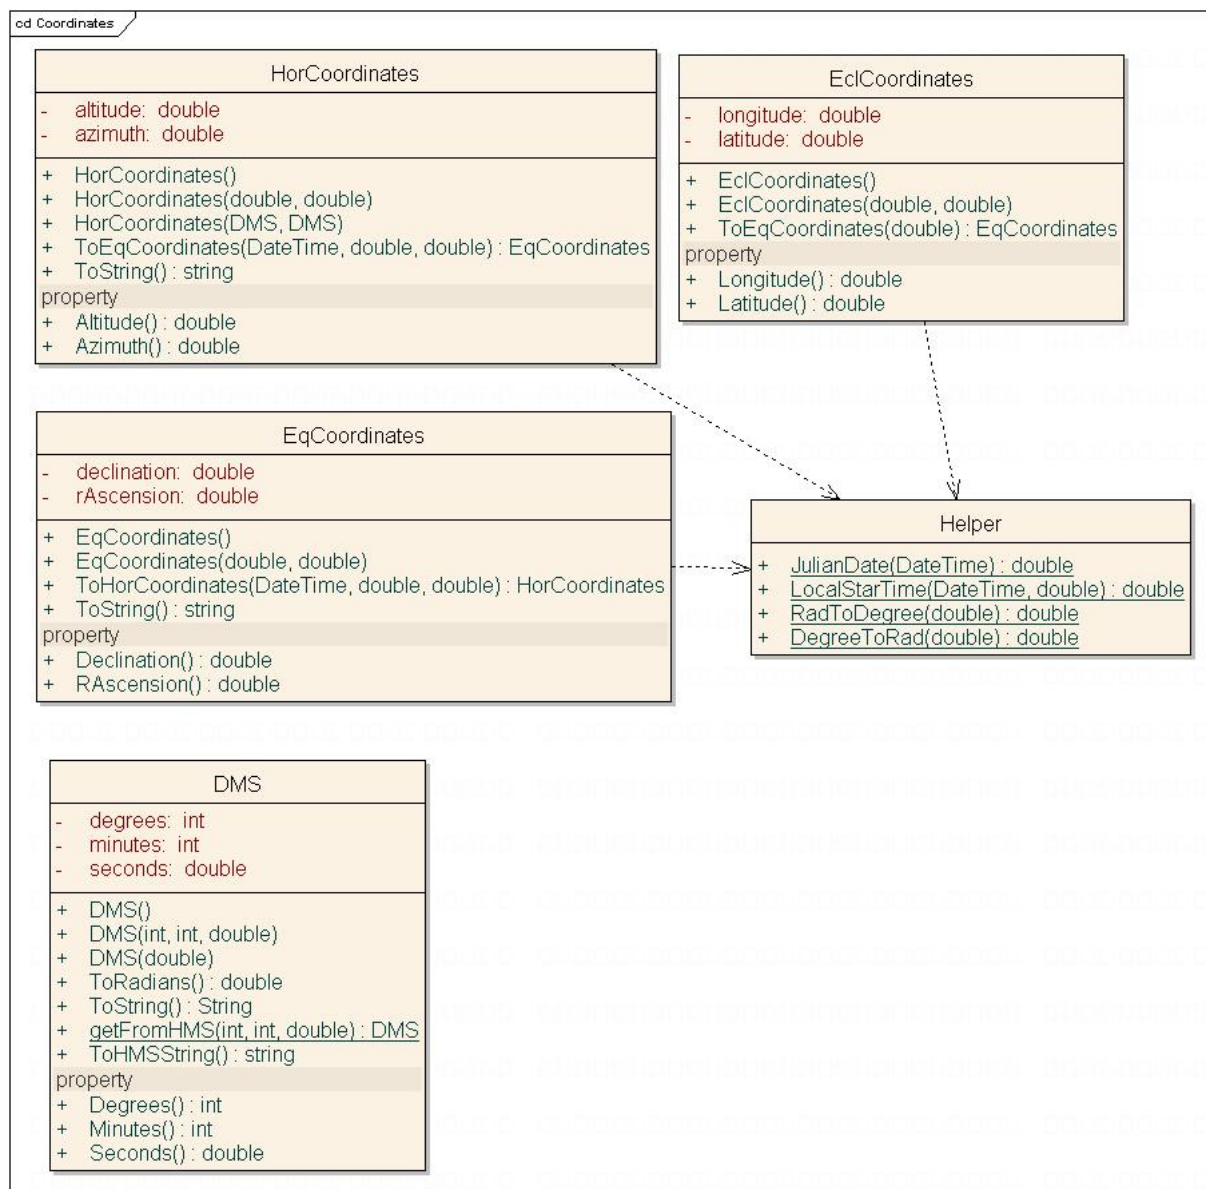 cd Coordinates
HorCoordinates
- altitude: double
- azimuth: double
+ HorCoordinates()
+ HorCoordinates(double, double)
+ HorCoordinates(DMS, DMS)
+ ToEqCoordinates(DateTime, double, double) : EqCoordinates
+ ToString() : string
property
+ Altitude() : double
+ Azimuth() : double
EclCoordinates
- longitude: double
- latitude: double
+ EclCoordinates()
+ EclCoordinates(double, double)
+ ToEqCoordinates(double) : EqCoordinates
property
+ Longitude() : double
+ Latitude() : double
EqCoordinates
- declination: double
- rAscension: double
+ EqCoordinates()
+ EqCoordinates(double, double)
+ ToHorCoordinates(DateTime, double, double) : HorCoordinates
+ ToString() : string
property
+ Declination() : double
+ RAscension() : double
Helper
+ JulianDate(DateTime) : double
+ LocalStarTime(DateTime, double) : double
+ RadToDegree(double) : double
+ DegreeToRad(double) : double
DMS
- degrees: int
- minutes: int
- seconds: double
+ DMS()
+ DMS(int, int, double)
+ DMS(double)
+ ToRadians() : double
+ ToString() : String
+ getFromHMS(int, int, double) : DMS
+ ToHMSString() : string
property
+ Degrees() : int
+ Minutes() : int
+ Seconds() : double